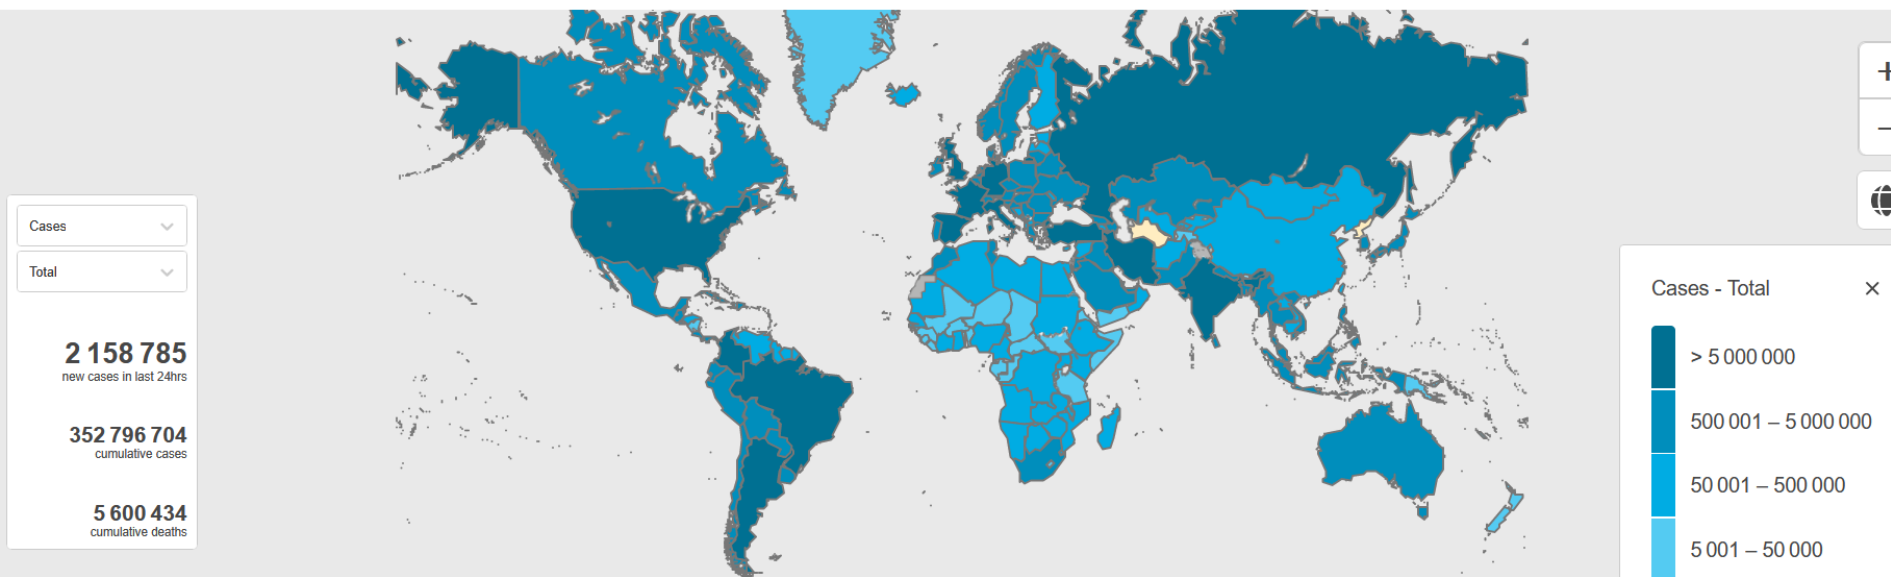 Cases
Total
2 158 785
new cases in last 24hrs
352 796 704
cumulative cases
5 600 434
cumulative deaths
+
−
Cases - Total ×
> 5 000 000
500 001 – 5 000 000
50 001 – 500 000
5 001 – 50 000